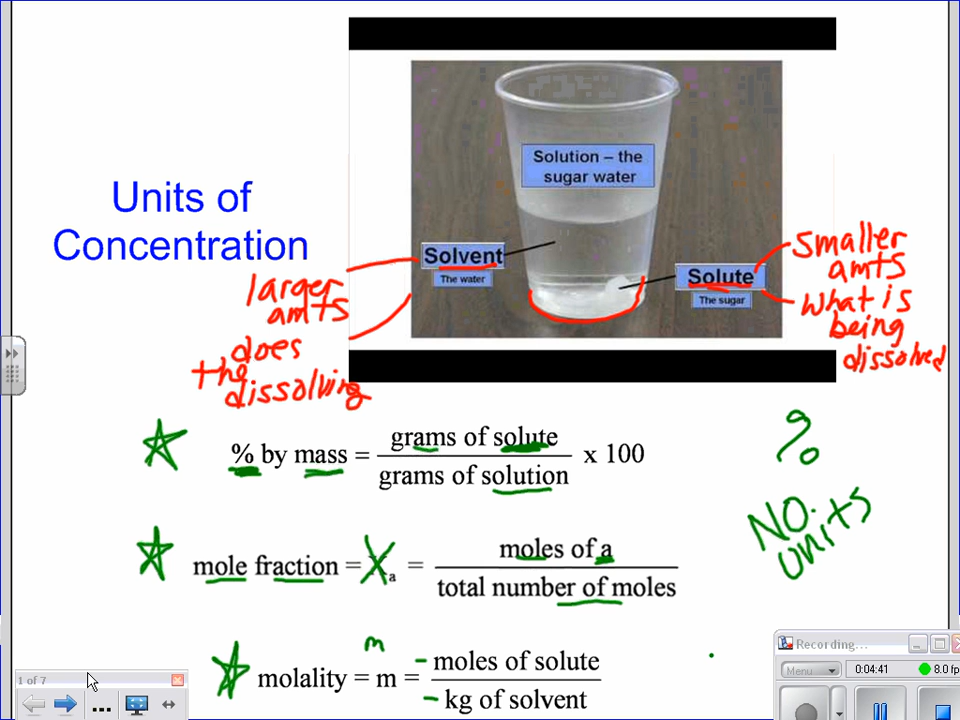 Units of
Concentration
Solution – the
sugar water
Solvent
The water
Solute
The sugar
larger
amts
does
the
dissolving
smaller
amts
what is
being
dissolved
% by mass = grams of solute / grams of solution x 100
%
mole fraction = Xa = moles of a / total number of moles
NO.
units
m
molality = m = moles of solute / kg of solvent
1 of 7
Recording...
Menu
0:04:41
8.0 fp